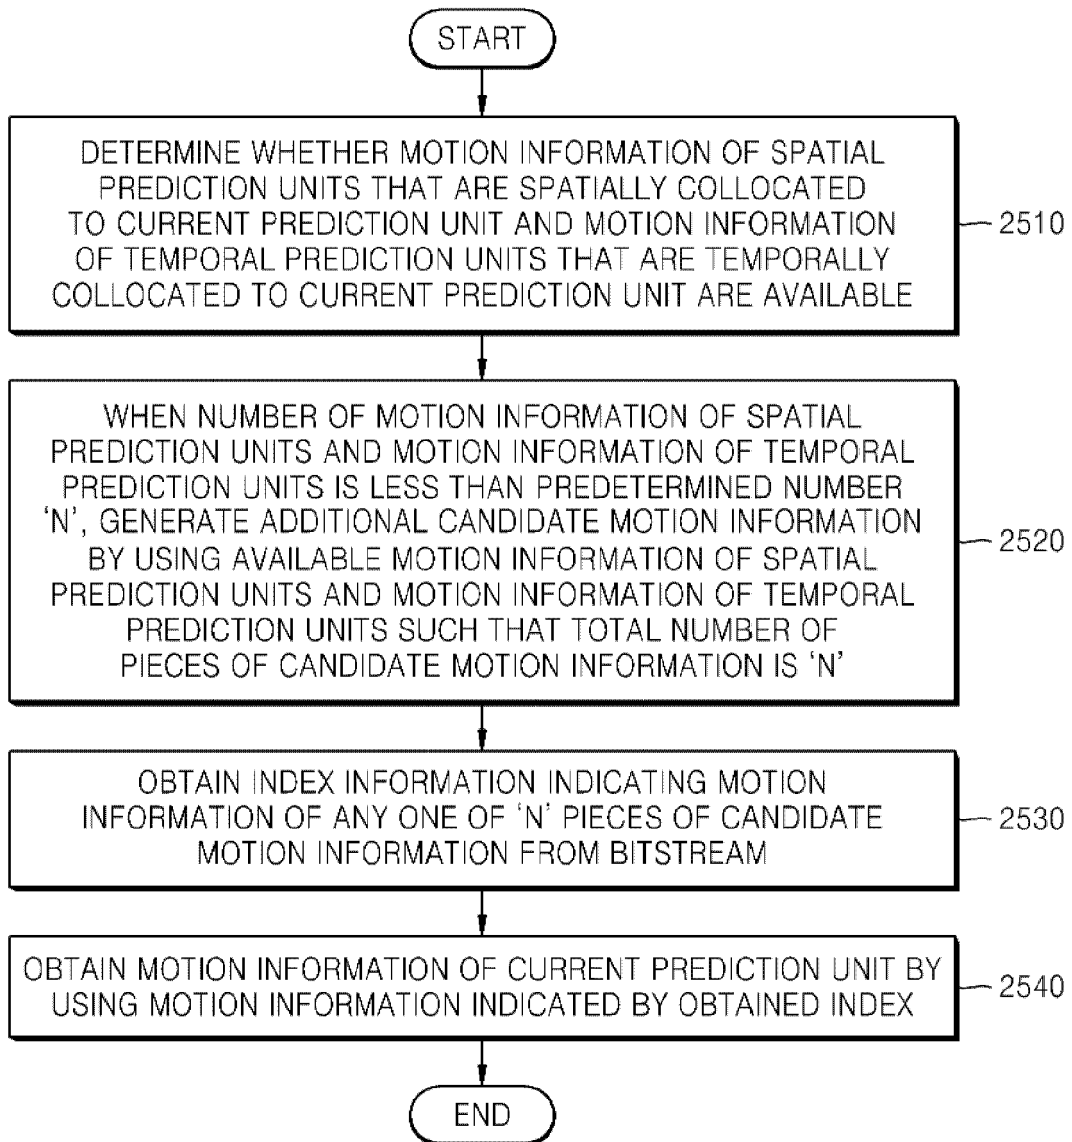 START
DETERMINE WHETHER MOTION INFORMATION OF SPATIAL
PREDICTION UNITS THAT ARE SPATIALLY COLLOCATED
TO CURRENT PREDICTION UNIT AND MOTION INFORMATION
OF TEMPORAL PREDICTION UNITS THAT ARE TEMPORALLY
COLLOCATED TO CURRENT PREDICTION UNIT ARE AVAILABLE
2510
WHEN NUMBER OF MOTION INFORMATION OF SPATIAL
PREDICTION UNITS AND MOTION INFORMATION OF TEMPORAL
PREDICTION UNITS IS LESS THAN PREDETERMINED NUMBER
‘N’, GENERATE ADDITIONAL CANDIDATE MOTION INFORMATION
BY USING AVAILABLE MOTION INFORMATION OF SPATIAL
PREDICTION UNITS AND MOTION INFORMATION OF TEMPORAL
PREDICTION UNITS SUCH THAT TOTAL NUMBER OF
PIECES OF CANDIDATE MOTION INFORMATION IS ‘N’
2520
OBTAIN INDEX INFORMATION INDICATING MOTION
INFORMATION OF ANY ONE OF ‘N’ PIECES OF CANDIDATE
MOTION INFORMATION FROM BITSTREAM
2530
OBTAIN MOTION INFORMATION OF CURRENT PREDICTION UNIT BY
USING MOTION INFORMATION INDICATED BY OBTAINED INDEX
2540
END